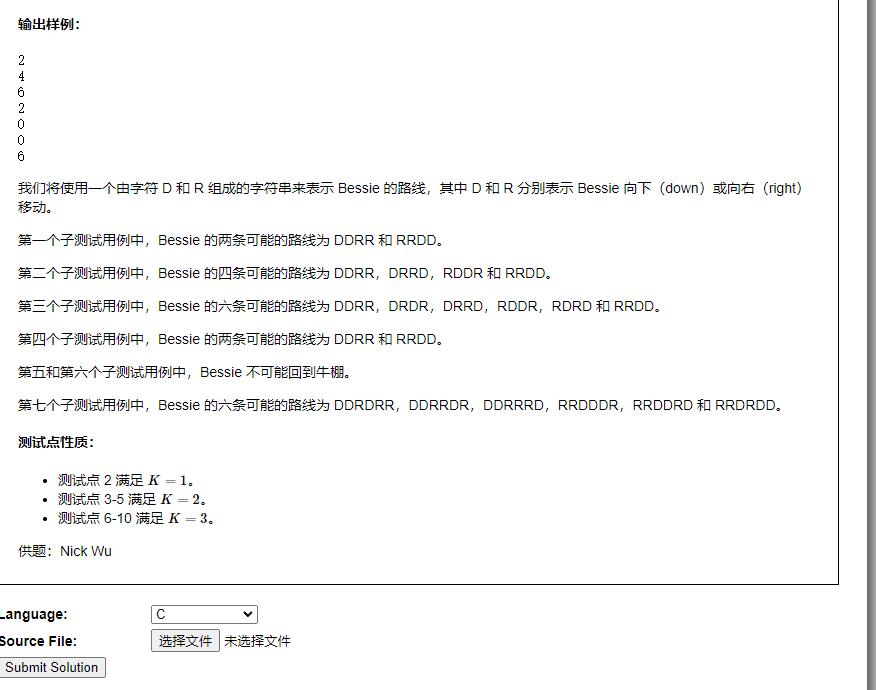 输出样例：
2
4
6
2
0
0
6
我们将使用一个由字符 D 和 R 组成的字符串来表示 Bessie 的路线，其中 D 和 R 分别表示 Bessie 向下（down）或向右（right）
移动。
第一个子测试用例中，Bessie 的两条可能的路线为 DDRR 和 RRDD。
第二个子测试用例中，Bessie 的四条可能的路线为 DDRR，DRRD，RDDR 和 RRDD。
第三个子测试用例中，Bessie 的六条可能的路线为 DDRR，DRDR，DRRD，RDDR，RDRD 和 RRDD。
第四个子测试用例中，Bessie 的两条可能的路线为 DDRR 和 RRDD。
第五和第六个子测试用例中，Bessie 不可能回到牛棚。
第七个子测试用例中，Bessie 的六条可能的路线为 DDRDRR，DDRRDR，DDRRRD，RRDDDR，RRDDRD 和 RRDRDD。
测试点性质：
• 测试点 2 满足 K = 1。
• 测试点 3-5 满足 K = 2。
• 测试点 6-10 满足 K = 3。
供题：Nick Wu
Language: C
Source File: 选择文件 未选择文件
Submit Solution